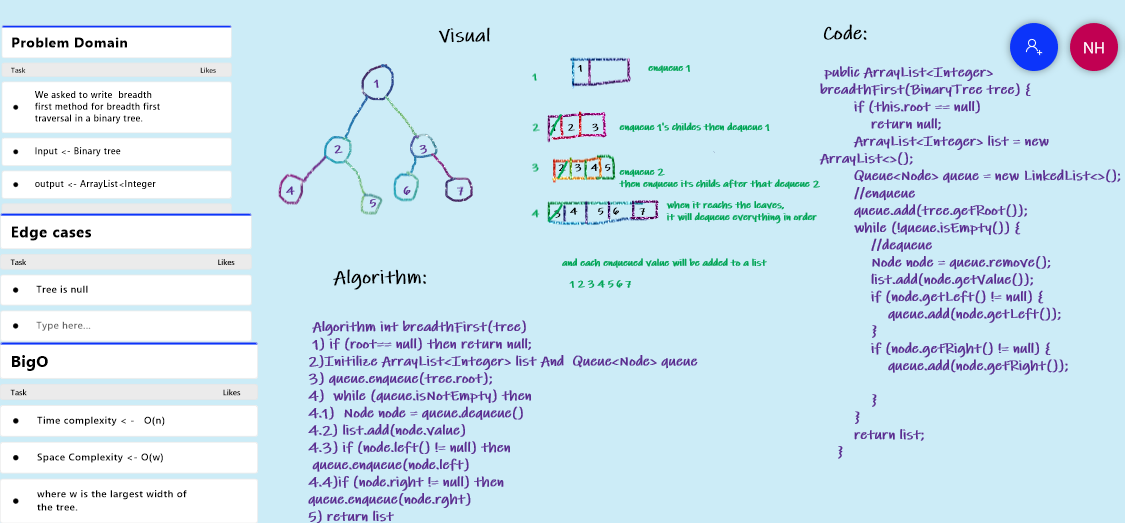 Problem Domain
Task Likes
We asked to write breadth
first method for breadth first
traversal in a binary tree.
Input <- Binary tree
output <- ArrayList<Integer
Edge cases
Task Likes
Tree is null
Type here...
BigO
Task Likes
Time complexity < - O(n)
Space Complexity <- O(w)
where w is the largest width of
the tree.
Visual
1
2 3
4 5 6 7
1 1 enqueue 1
2 1 2 3 enqueue 1's childes then dequeue 1
3 2 3 4 5 enqueue 2
then enqueue its childs after that dequeue 2
4 3 4 5 6 7 when it reachs the leaves,
it will dequeue everything in order
and each enqueued value will be added to a list
1 2 3 4 5 6 7
Algorithm:
Algorithm int breadthFirst(tree)
1) if (root== null) then return null;
2)Initilize ArrayList<Integer> list And Queue<Node> queue
3) queue.enqueue(tree.root);
4) while (queue.isNotEmpty) then
4.1) Node node = queue.dequeue()
4.2) list.add(node.value)
4.3) if (node.left() != null) then
queue.enqueue(node.left)
4.4)if (node.right != null) then
queue.enqueue(node.rght)
5) return list
Code:
NH
public ArrayList<Integer>
breadthFirst(BinaryTree tree) {
if (this.root == null)
return null;
ArrayList<Integer> list = new
ArrayList<>();
Queue<Node> queue = new LinkedList<>();
//enqueue
queue.add(tree.getRoot());
while (!queue.isEmpty()) {
//dequeue
Node node = queue.remove();
list.add(node.getValue());
if (node.getLeft() != null) {
queue.add(node.getLeft());
}
if (node.getRight() != null) {
queue.add(node.getRight());
}
}
return list;
}